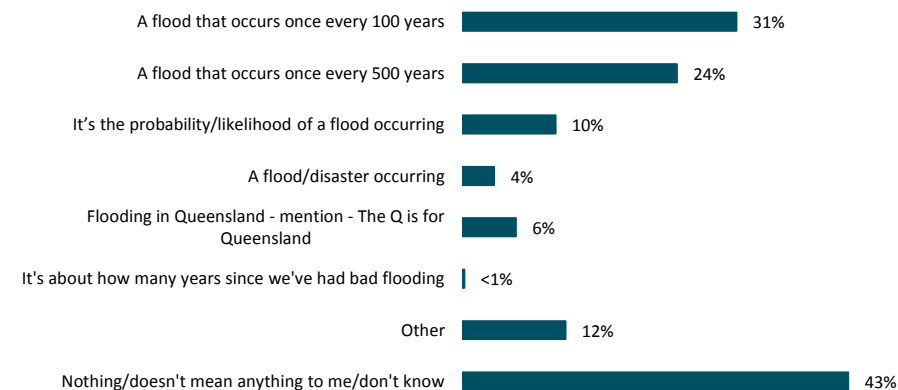 A flood that occurs once every 100 years 31%
A flood that occurs once every 500 years 24%
It’s the probability/likelihood of a flood occurring 10%
A flood/disaster occurring 4%
Flooding in Queensland - mention - The Q is for
Queensland 6%
It's about how many years since we've had bad flooding <1%
Other 12%
Nothing/doesn't mean anything to me/don't know 43%